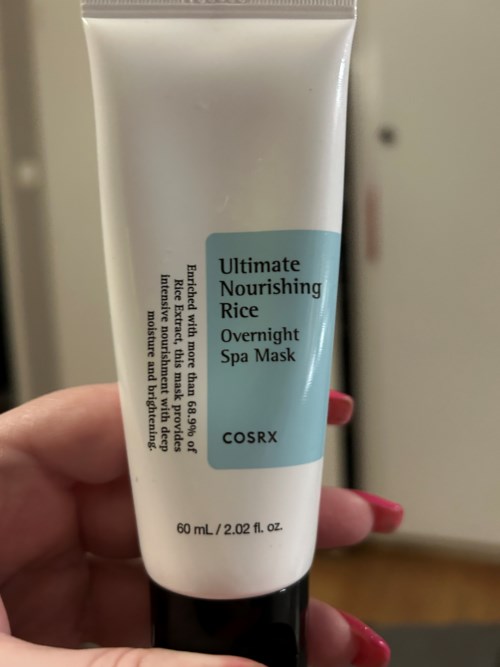 Ultimate
Nourishing
Rice
Overnight
Spa Mask
COSRX
Enriched with more than 68.9% of
Rice Extract, this mask provides
intensive nourishment with deep
moisture and brightening.
60 mL / 2.02 fl. oz.